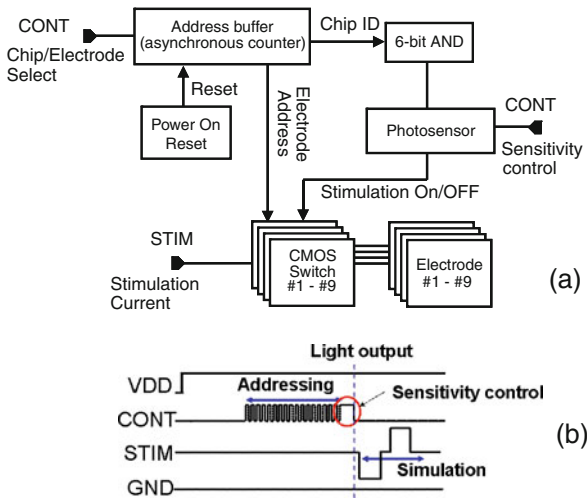 CONT
Chip/Electrode
Select
Address buffer
(asynchronous counter)
Chip ID
6-bit AND
Reset
Power On
Reset
Electrode
Address
CONT
Photosensor
Sensitivity
control
Stimulation On/OFF
STIM
Stimulation
Current
CMOS
Switch
#1 - #9
Electrode
#1 - #9
(a)
Light output
VDD
Addressing
Sensitivity control
CONT
(b)
STIM
Simulation
GND